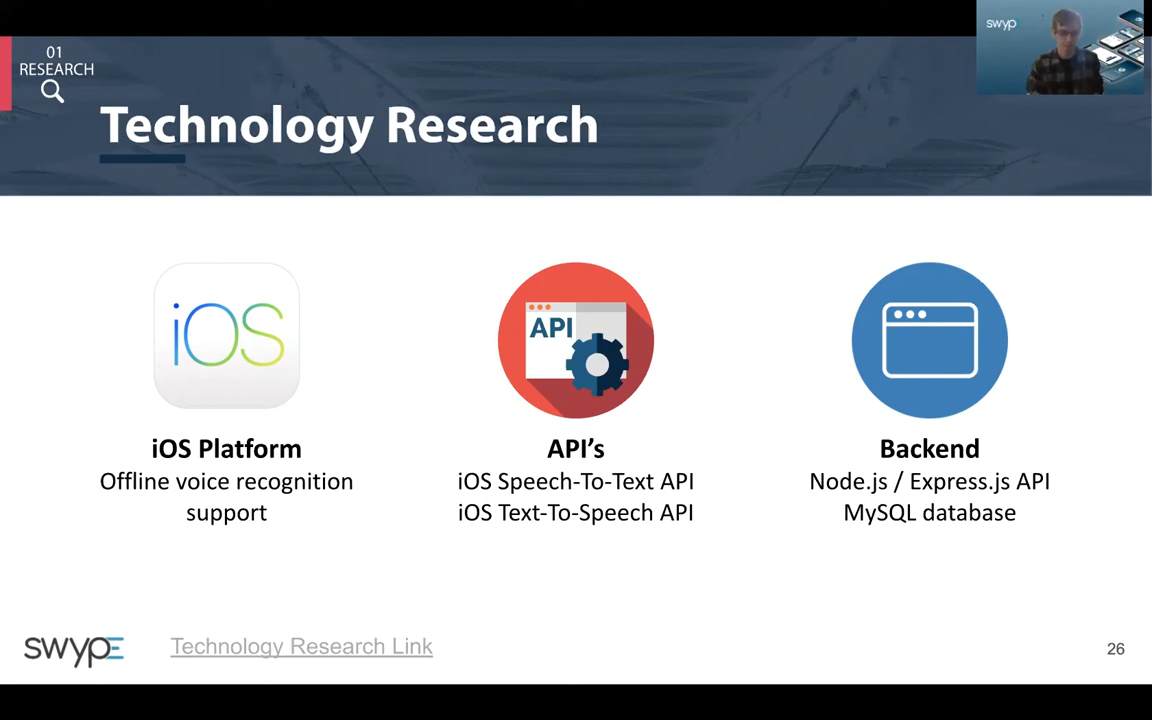 swype
01
RESEARCH
Technology Research
iOS
API
iOS Platform
Offline voice recognition
support
API's
iOS Speech-To-Text API
iOS Text-To-Speech API
Backend
Node.js / Express.js API
MySQL database
swype
Technology Research Link
26